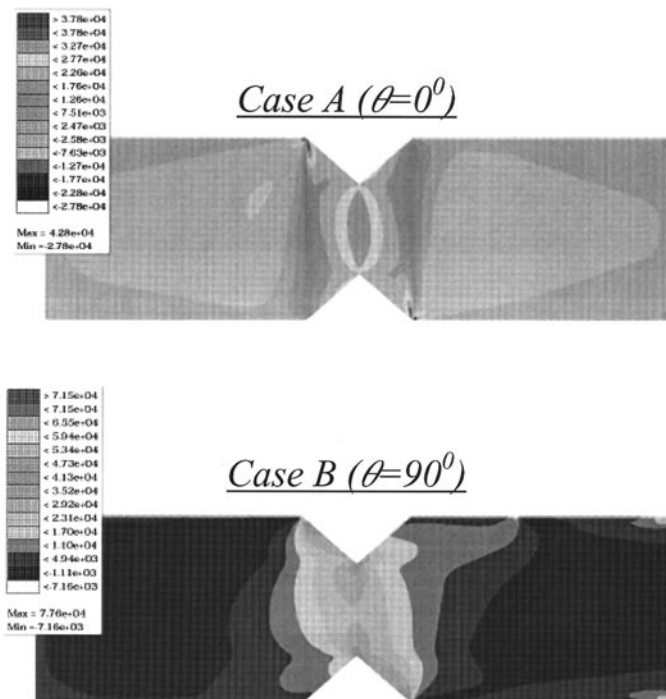 > 3.78e+04
< 3.78e+04
< 3.27e+04
< 2.77e+04
< 2.26e+04
< 1.76e+04
< 1.26e+04
< 7.51e+03
< 2.47e+03
<-2.58e+03
<-7.63e+03
<-1.27e+04
<-1.77e+04
<-2.28e+04
<-2.78e+04
Max = 4.28e+04
Min =-2.78e+04
Case A (θ=0⁰)
> 7.15e+04
< 7.15e+04
< 6.55e+04
< 5.94e+04
< 5.34e+04
< 4.73e+04
< 4.13e+04
< 3.52e+04
< 2.92e+04
< 2.31e+04
< 1.70e+04
< 1.10e+04
< 4.94e+03
<-1.11e+03
<-7.16e+03
Max = 7.76e+04
Min =-7.16e+03
Case B (θ=90⁰)